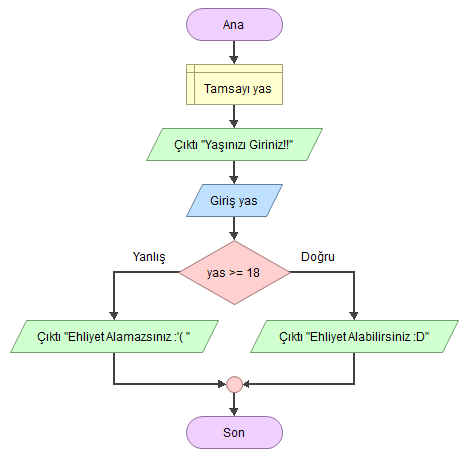 Ana
Tamsayı yas
Çıktı "Yaşınızı Giriniz!!"
Giriş yas
Yanlış
Doğru
yas >= 18
Çıktı "Ehliyet Alamazsınız :'( "
Çıktı "Ehliyet Alabilirsiniz :D"
Son